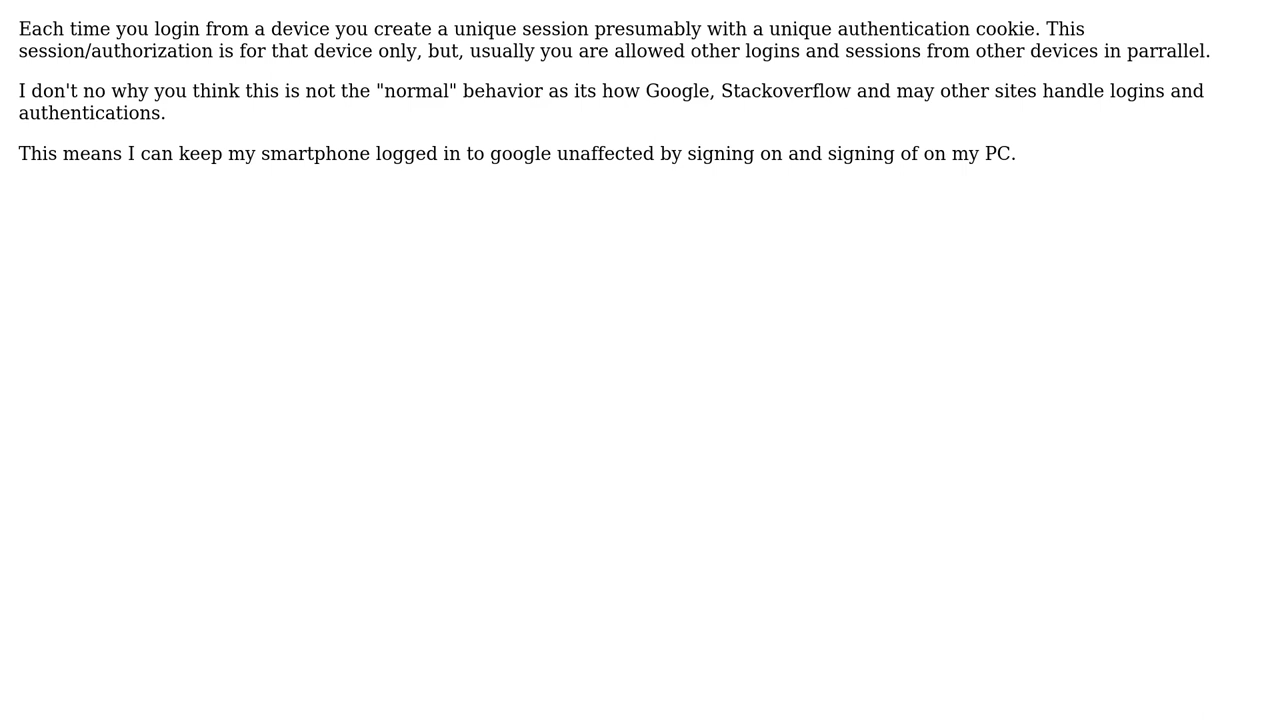 Each time you login from a device you create a unique session presumably with a unique authentication cookie. This
session/authorization is for that device only, but, usually you are allowed other logins and sessions from other devices in parrallel.
I don't no why you think this is not the "normal" behavior as its how Google, Stackoverflow and may other sites handle logins and
authentications.
This means I can keep my smartphone logged in to google unaffected by signing on and signing of on my PC.